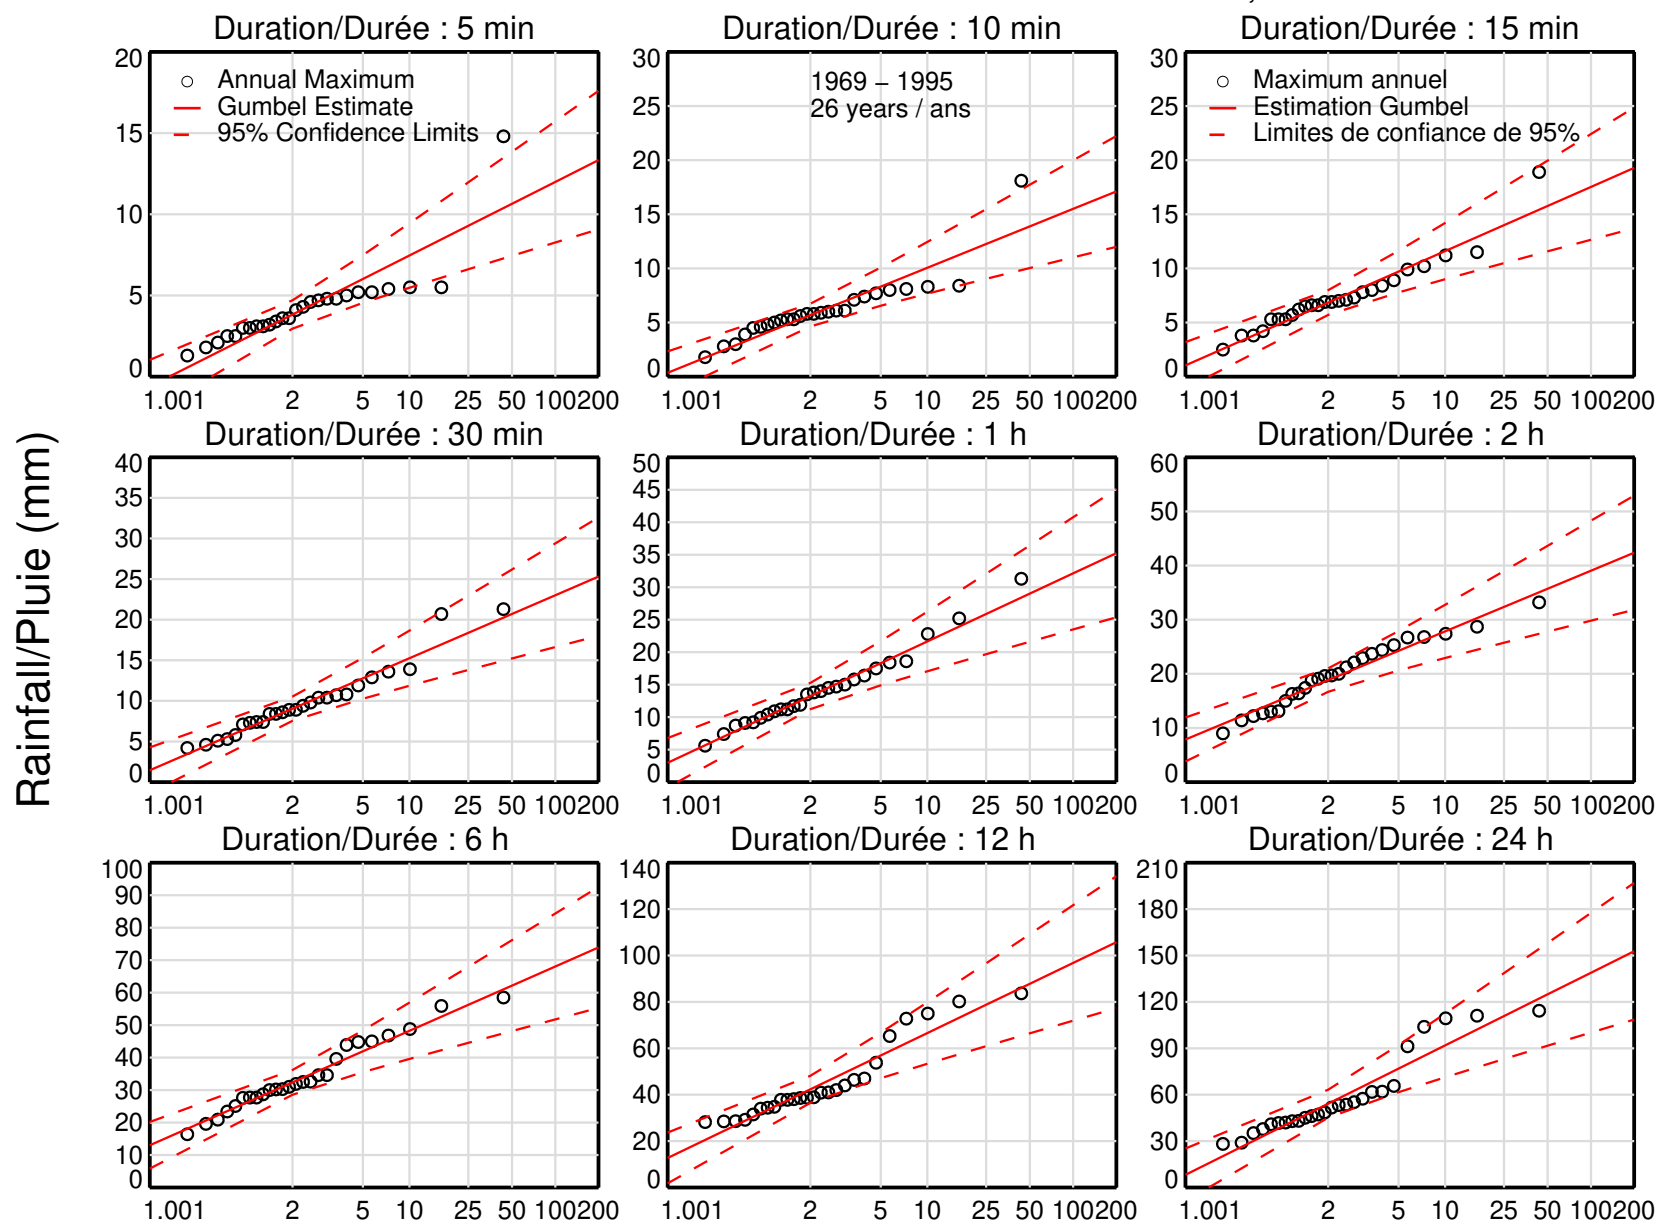 Duration/Durée : 5 min
20
15
10
5
0
Annual Maximum
Gumbel Estimate
95% Confidence Limits
1.001 2 5 10 25 50 100200
Duration/Durée : 10 min
30
25
20
15
10
5
0
1969 – 1995
26 years / ans
1.001 2 5 10 25 50 100200
Duration/Durée : 15 min
30
25
20
15
10
5
0
Maximum annuel
Estimation Gumbel
Limites de confiance de 95%
1.001 2 5 10 25 50 100200
Rainfall/Pluie (mm)
Duration/Durée : 30 min
40
35
30
25
20
15
10
5
0
1.001 2 5 10 25 50 100200
Duration/Durée : 1 h
50
45
40
35
30
25
20
15
10
5
0
1.001 2 5 10 25 50 100200
Duration/Durée : 2 h
60
50
40
30
20
10
0
1.001 2 5 10 25 50 100200
Duration/Durée : 6 h
100
90
80
70
60
50
40
30
20
10
0
1.001 2 5 10 25 50 100200
Duration/Durée : 12 h
140
120
100
80
60
40
20
0
1.001 2 5 10 25 50 100200
Duration/Durée : 24 h
210
180
150
120
90
60
30
0
1.001 2 5 10 25 50 100200